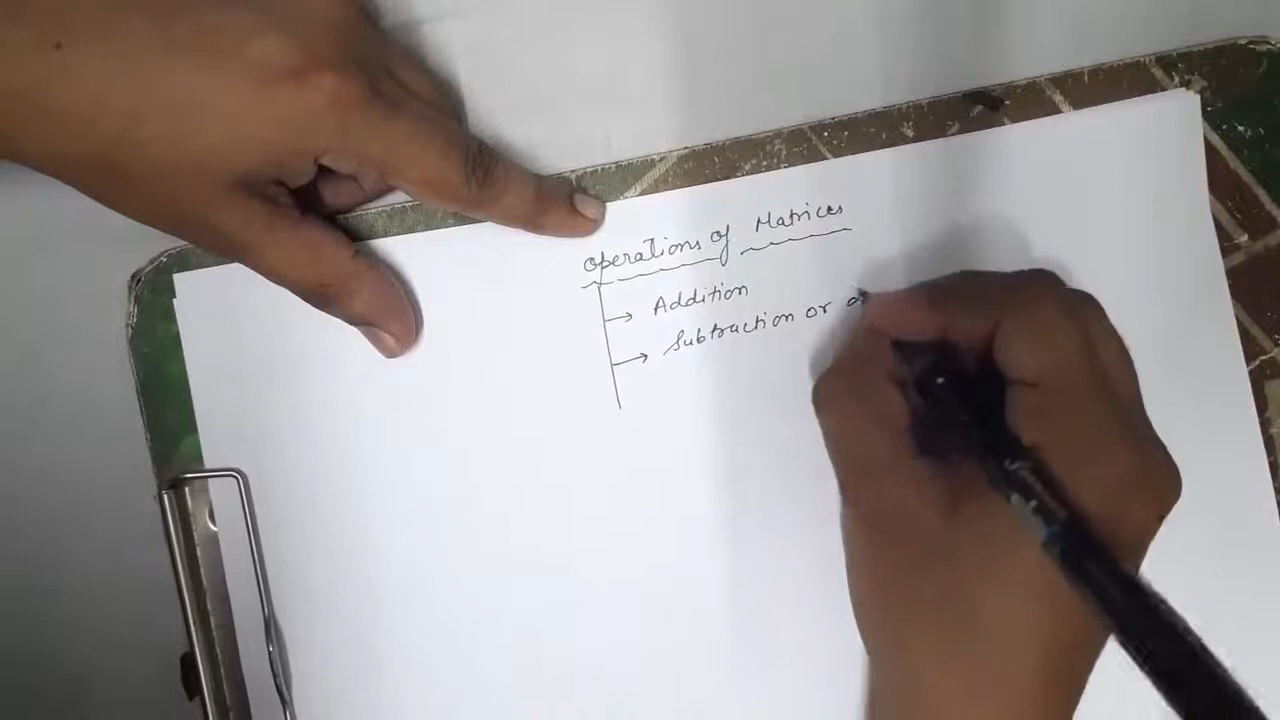 Operations of Matrices
Addition
Subtraction or